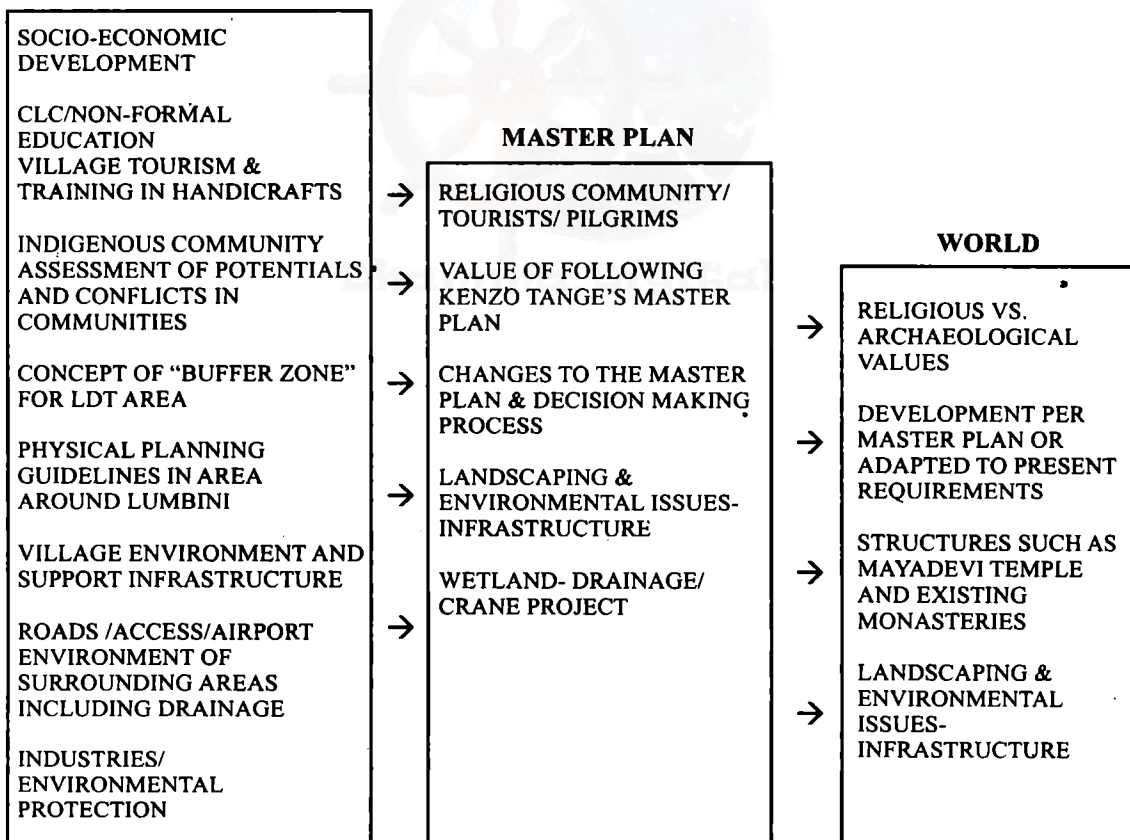 SOCIO-ECONOMIC
DEVELOPMENT
CLC/NON-FORMAL
EDUCATION
VILLAGE TOURISM &
TRAINING IN HANDICRAFTS
INDIGENOUS COMMUNITY
ASSESSMENT OF POTENTIALS
AND CONFLICTS IN
COMMUNITIES
CONCEPT OF “BUFFER ZONE”
FOR LDT AREA
PHYSICAL PLANNING
GUIDELINES IN AREA
AROUND LUMBINI
VILLAGE ENVIRONMENT AND
SUPPORT INFRASTRUCTURE
ROADS /ACCESS/AIRPORT
ENVIRONMENT OF
SURROUNDING AREAS
INCLUDING DRAINAGE
INDUSTRIES/
ENVIRONMENTAL
PROTECTION
→
→
→
→
→
MASTER PLAN
RELIGIOUS COMMUNITY/
TOURISTS/ PILGRIMS
VALUE OF FOLLOWING
KENZO TANGE’S MASTER
PLAN
CHANGES TO THE MASTER
PLAN & DECISION MAKING
PROCESS
LANDSCAPING &
ENVIRONMENTAL ISSUES-
INFRASTRUCTURE
WETLAND- DRAINAGE/
CRANE PROJECT
→
→
→
→
WORLD
RELIGIOUS VS.
ARCHAEOLOGICAL
VALUES
DEVELOPMENT PER
MASTER PLAN OR
ADAPTED TO PRESENT
REQUIREMENTS
STRUCTURES SUCH AS
MAYADEVI TEMPLE
AND EXISTING
MONASTERIES
LANDSCAPING &
ENVIRONMENTAL
ISSUES-
INFRASTRUCTURE